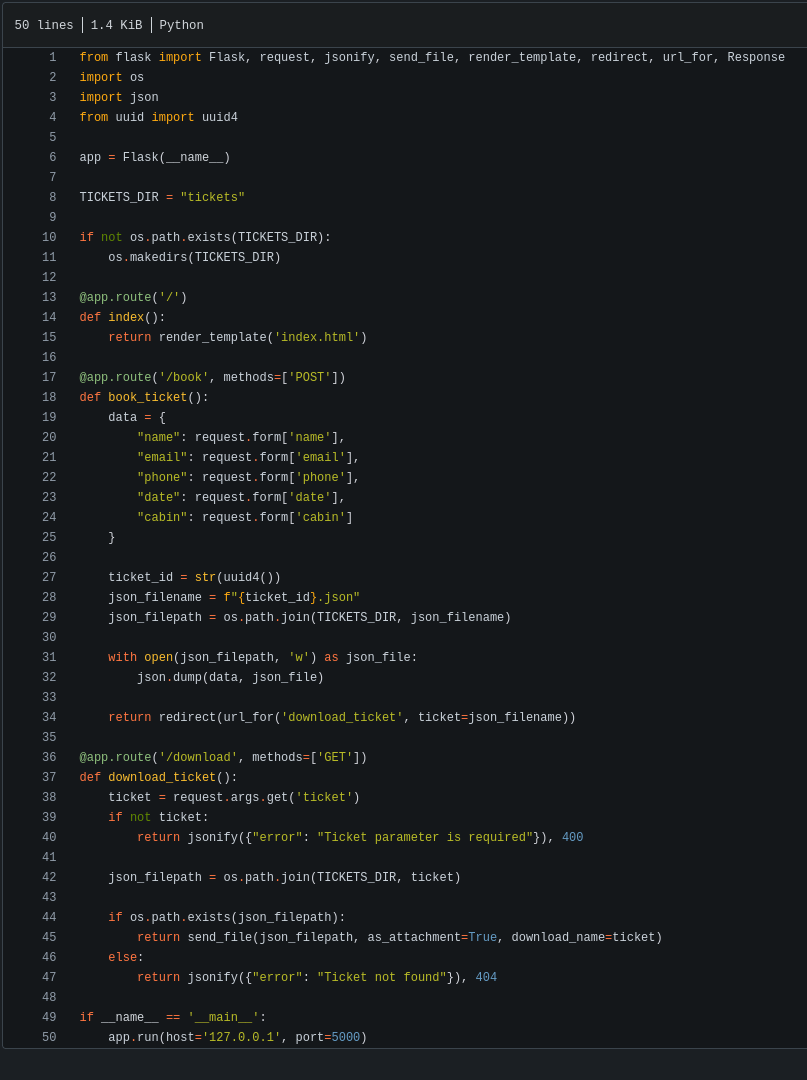 50 lines | 1.4 KiB | Python
1 from flask import Flask, request, jsonify, send_file, render_template, redirect, url_for, Response
2 import os
3 import json
4 from uuid import uuid4
5
6 app = Flask(__name__)
7
8 TICKETS_DIR = "tickets"
9
10 if not os.path.exists(TICKETS_DIR):
11     os.makedirs(TICKETS_DIR)
12
13 @app.route('/')
14 def index():
15     return render_template('index.html')
16
17 @app.route('/book', methods=['POST'])
18 def book_ticket():
19     data = {
20         "name": request.form['name'],
21         "email": request.form['email'],
22         "phone": request.form['phone'],
23         "date": request.form['date'],
24         "cabin": request.form['cabin']
25     }
26
27     ticket_id = str(uuid4())
28     json_filename = f"{ticket_id}.json"
29     json_filepath = os.path.join(TICKETS_DIR, json_filename)
30
31     with open(json_filepath, 'w') as json_file:
32         json.dump(data, json_file)
33
34     return redirect(url_for('download_ticket', ticket=json_filename))
35
36 @app.route('/download', methods=['GET'])
37 def download_ticket():
38     ticket = request.args.get('ticket')
39     if not ticket:
40         return jsonify({"error": "Ticket parameter is required"}), 400
41
42     json_filepath = os.path.join(TICKETS_DIR, ticket)
43
44     if os.path.exists(json_filepath):
45         return send_file(json_filepath, as_attachment=True, download_name=ticket)
46     else:
47         return jsonify({"error": "Ticket not found"}), 404
48
49 if __name__ == '__main__':
50     app.run(host='127.0.0.1', port=5000)